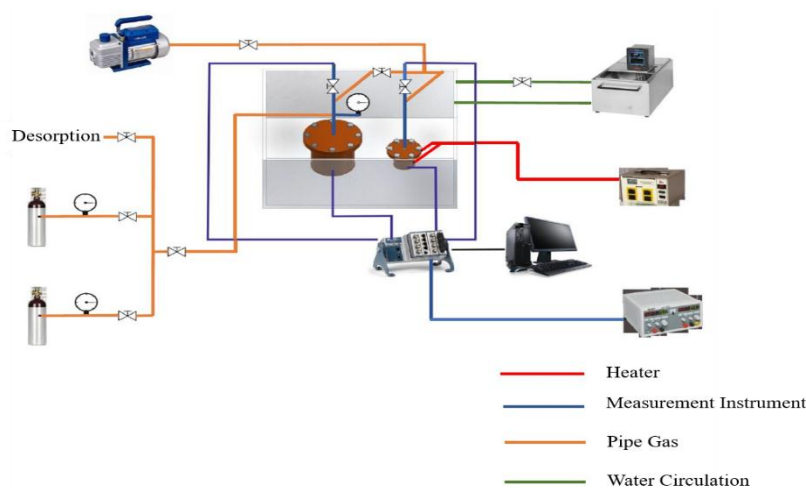 Desorption
Heater
Measurement Instrument
Pipe Gas
Water Circulation